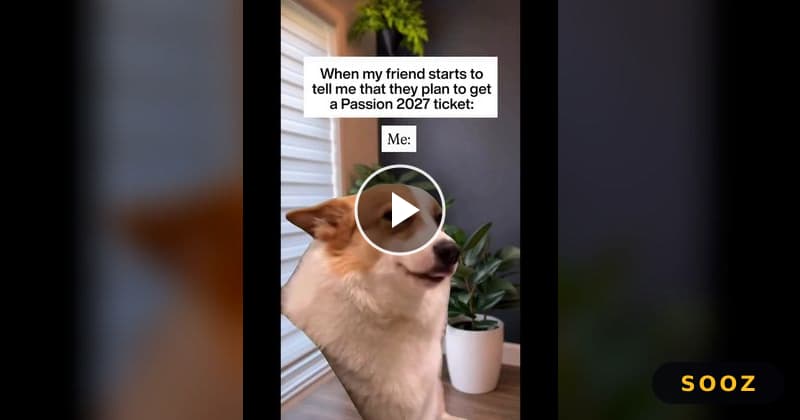 When my friend starts to
tell me that they plan to get
a Passion 2027 ticket:
Me:
SOOZ